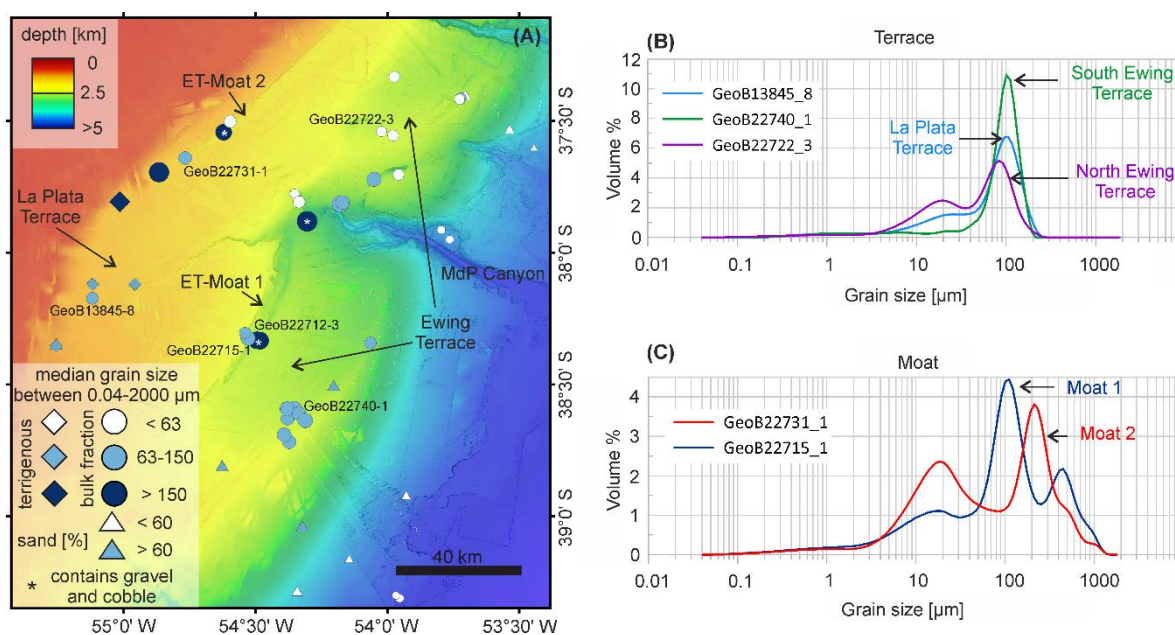 (A)
depth [km]
0
2.5
>5
ET-Moat 2
GeoB22722-3
GeoB22731-1
La Plata
Terrace
MdP Canyon
ET-Moat 1
GeoB13845-8
GeoB22712-3
GeoB22715-1
Ewing
Terrace
GeoB22740-1
median grain size
between 0.04-2000 µm
terrigenous
bulk fraction
< 63
63-150
> 150
< 60
sand [%]
> 60
* contains gravel
and cobble
40 km
37°30' S
38°0' S
38°30' S
39°0' S
55°0' W
54°30' W
54°0' W
53°30' W
(B)
Terrace
Volume %
12
10
8
6
4
2
0
GeoB13845_8
GeoB22740_1
GeoB22722_3
South Ewing
Terrace
La Plata
Terrace
North Ewing
Terrace
0.01 0.1 1 10 100 1000
Grain size [µm]
(C)
Moat
Volume %
4
3
2
1
0
GeoB22731_1
GeoB22715_1
Moat 1
Moat 2
0.01 0.1 1 10 100 1000
Grain size [µm]